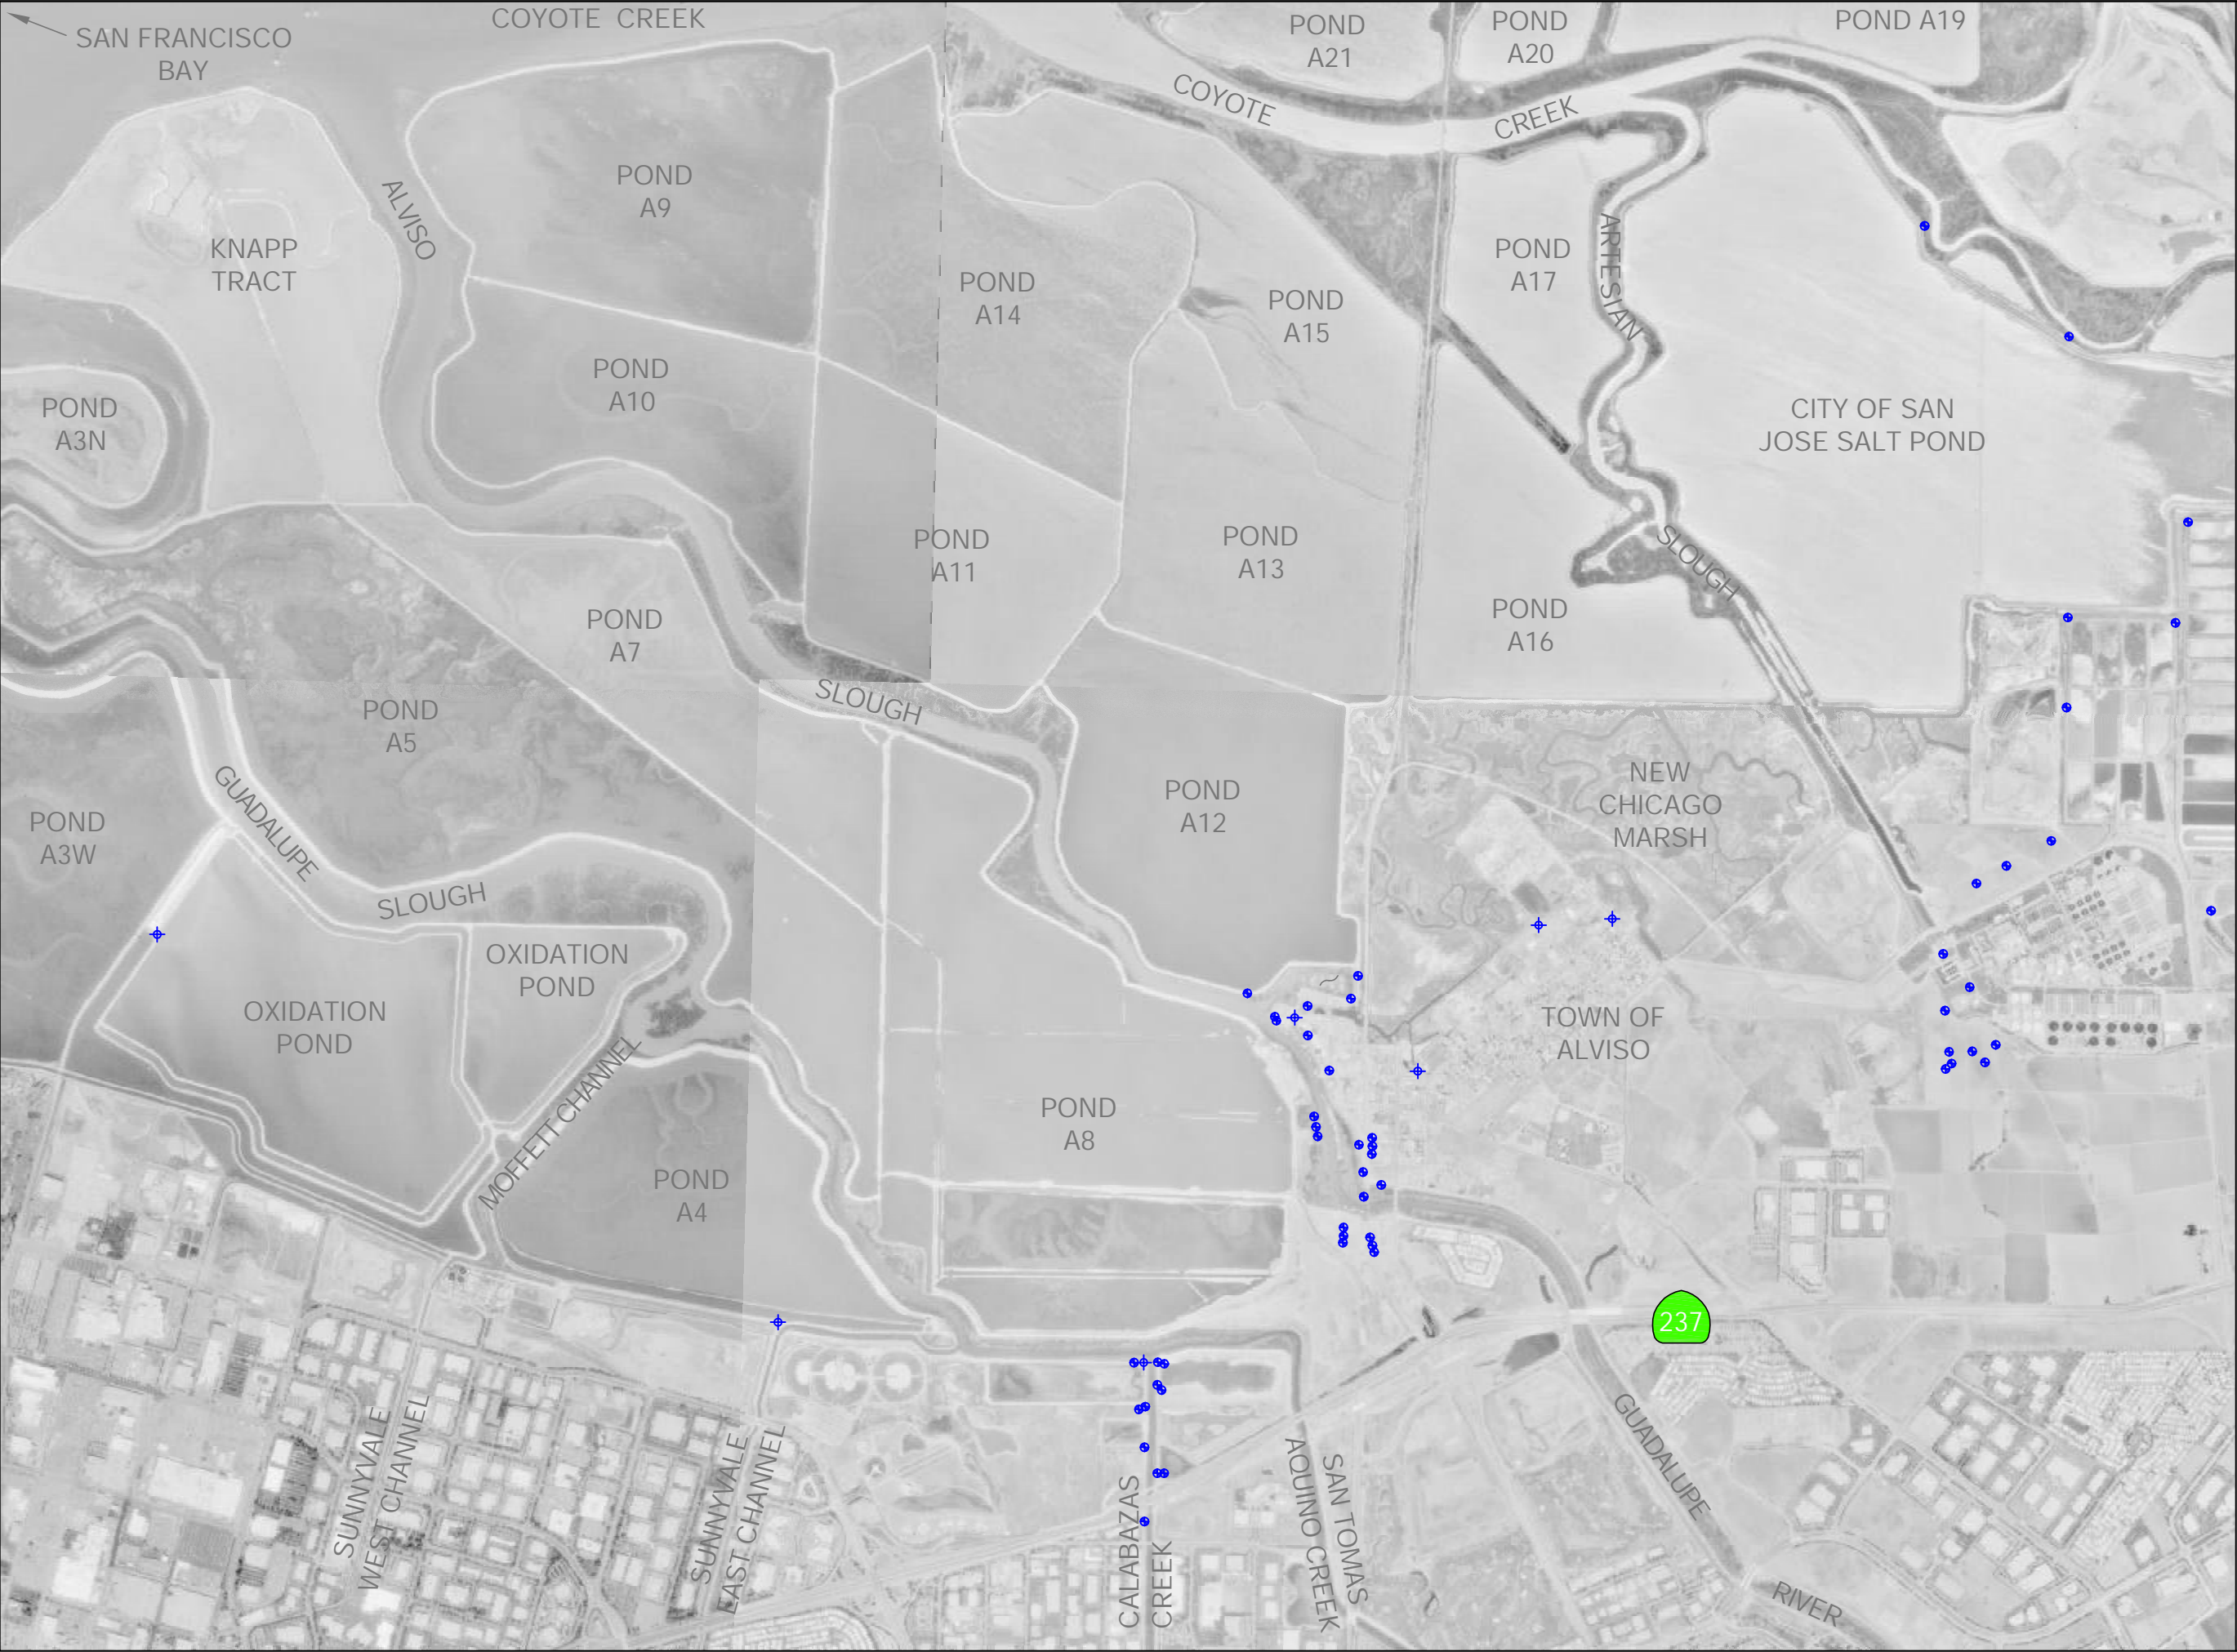 COYOTE CREEK
SAN FRANCISCO
BAY
POND
A21
POND
A20
POND A19
COYOTE
CREEK
POND
A9
ALVISO
KNAPP
TRACT
POND
A14
POND
A15
POND
A17
ARTESIAN
POND
A10
POND
A3N
CITY OF SAN
JOSE SALT POND
POND
A11
POND
A13
SLOUGH
POND
A7
POND
A16
SLOUGH
POND
A5
GUADALUPE
SLOUGH
POND
A3W
POND
A12
NEW
CHICAGO
MARSH
OXIDATION
POND
OXIDATION
POND
TOWN OF
ALVISO
MOFFETT CHANNEL
POND
A8
POND
A4
237
SUNNYVALE
WEST CHANNEL
SUNNYVALE
EAST CHANNEL
CALABAZAS
CREEK
SAN TOMAS
AQUINO CREEK
GUADALUPE
RIVER